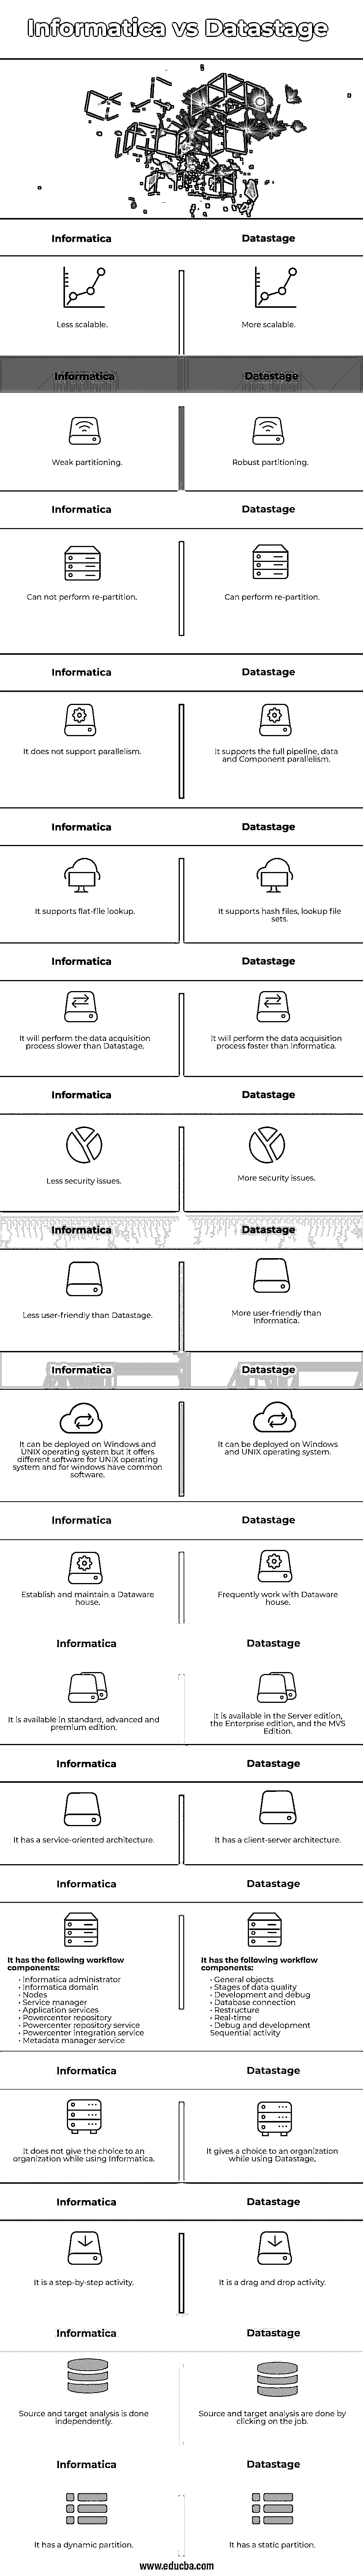 Informatica vs Datastage
Informatica Datastage
Less scalable. More scalable.
Informatica Datastage
Weak partitioning. Robust partitioning.
Informatica Datastage
Can not perform re-partition. Can perform re-partition.
Informatica Datastage
It does not support parallelism.
It supports the full pipeline, data
and Component parallelism.
Informatica Datastage
It supports flat-file lookup.
It supports hash files, lookup file
sets.
Informatica Datastage
It will perform the data acquisition
process slower than Datastage.
It will perform the data acquisition
process faster than Informatica.
Informatica Datastage
Less security issues. More security issues.
Informatica Datastage
Less user-friendly than Datastage.
More user-friendly than
Informatica.
Informatica Datastage
It can be deployed on Windows and
UNIX operating system but it offers
different software for UNIX operating
system and for windows have common
software.
It can be deployed on Windows
and UNIX operating system.
Informatica Datastage
Establish and maintain a Dataware
house.
Frequently work with Dataware
house.
Informatica Datastage
It is available in standard, advanced and
premium edition.
It is available in the Server edition,
the Enterprise edition, and the MVS
Edition.
Informatica Datastage
It has a service-oriented architecture. It has a client-server architecture.
Informatica Datastage
It has the following workflow
components:
• Informatica administrator
• Informatica domain
• Nodes
• Service manager
• Application services
• Powercenter repository
• Powercenter repository service
• Powercenter integration service
• Metadata manager service
It has the following workflow
components:
• General objects
• Stages of data quality
• Development and debug
• Database connection
• Restructure
• Real-time
• Debug and development
Sequential activity
Informatica Datastage
It does not give the choice to an
organization while using Informatica.
It gives a choice to an organization
while using Datastage.
Informatica Datastage
It is a step-by-step activity. It is a drag and drop activity.
Informatica Datastage
Source and target analysis is done
independently.
Source and target analysis are done by
clicking on the job.
Informatica Datastage
It has a dynamic partition. It has a static partition.
www.educba.com